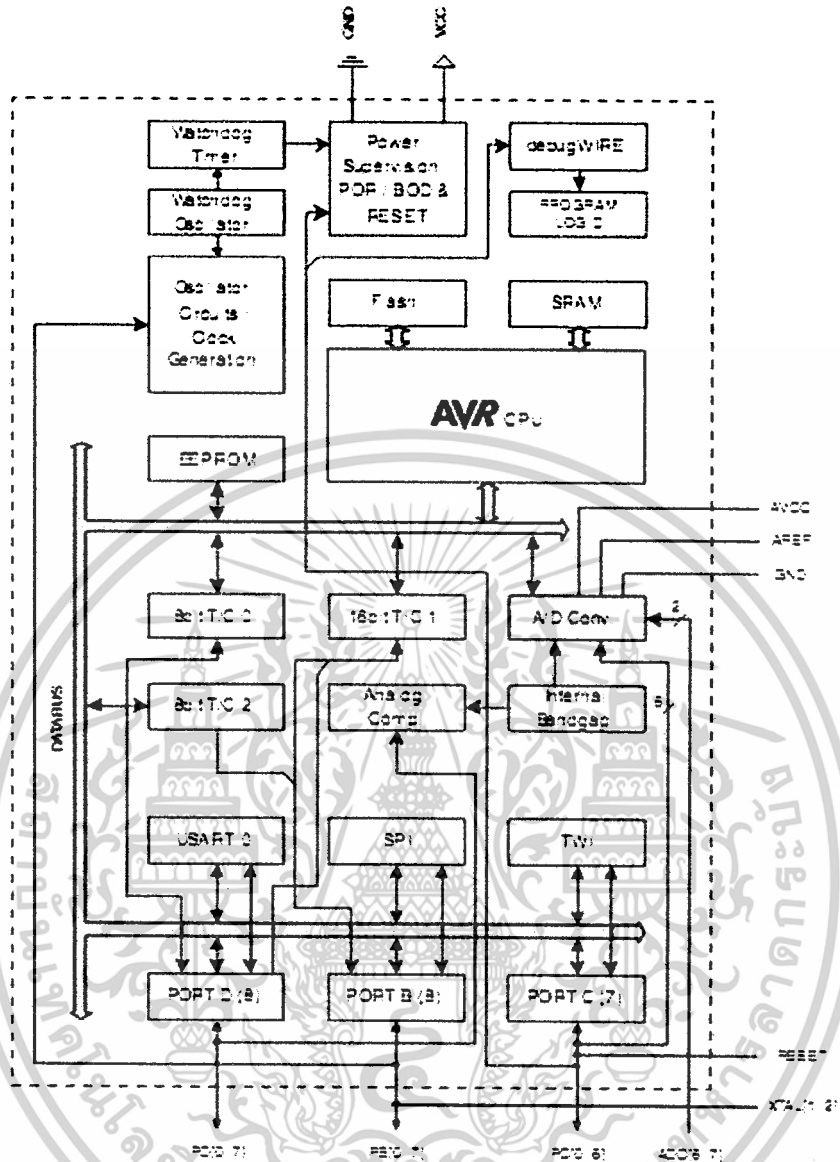 GND
VCC
Watchdog
Timer
Power
Supervision
POR / BOD &
RESET
debugWIRE
Watchdog
Oscillator
PROGRAM
LOGIC
Oscillator
Circuits /
Clock
Generation
Flash
SRAM
AVR CPU
EEPROM
AVCC
AREF
GND
8bit T/C 0
16bit T/C 1
A/D Conv.
2
8bit T/C 2
Analog
Comp.
Internal
Bandgap
6
DATABUS
USART 0
SPI
TWI
PORT D (8)
PORT B (8)
PORT C (7)
RESET
XTAL[1..2]
PD[0..7]
PB[0..7]
PC[0..6]
ADC[6..7]